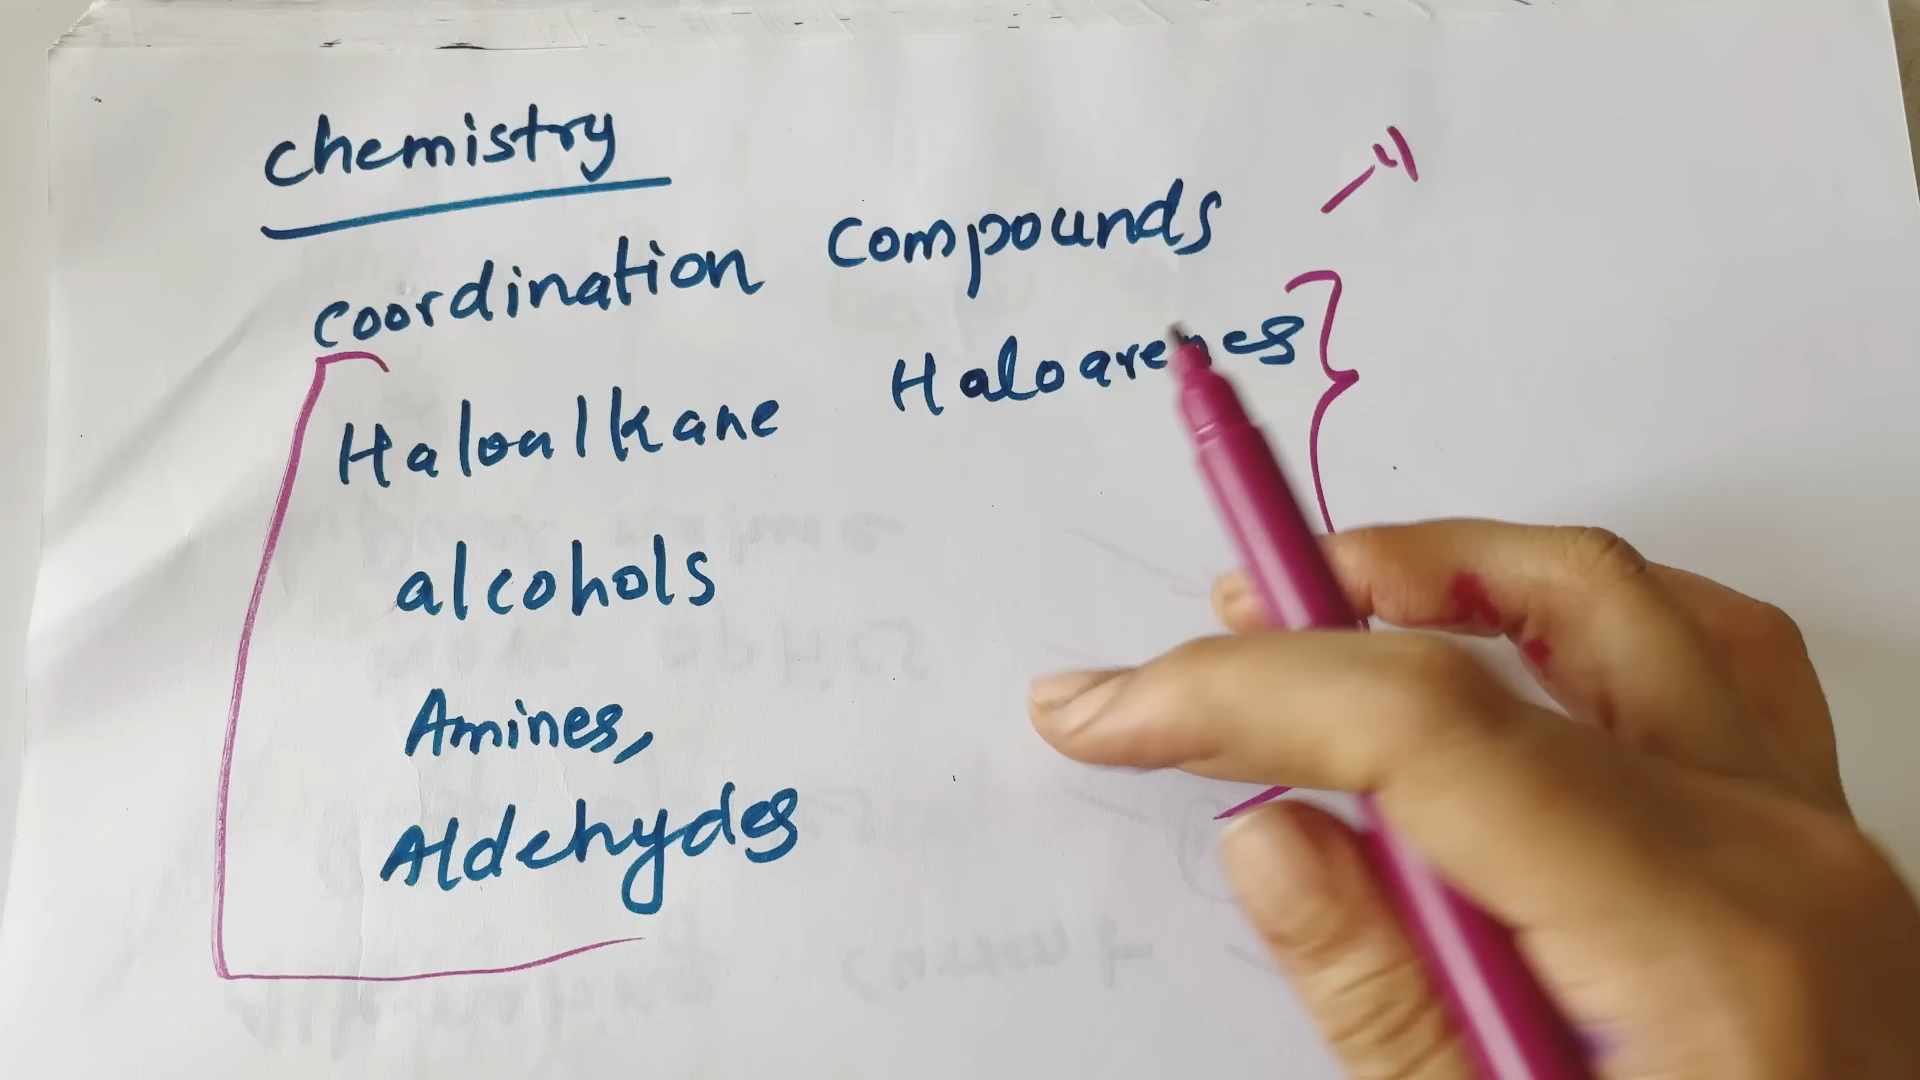 chemistry
coordination compounds
Haloalkane Haloarenes
alcohols
Amines,
Aldehydes